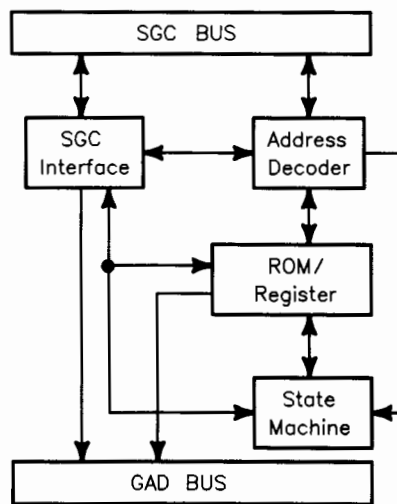 SGC BUS
SGC
Interface
Address
Decoder
ROM/
Register
State
Machine
GAD BUS